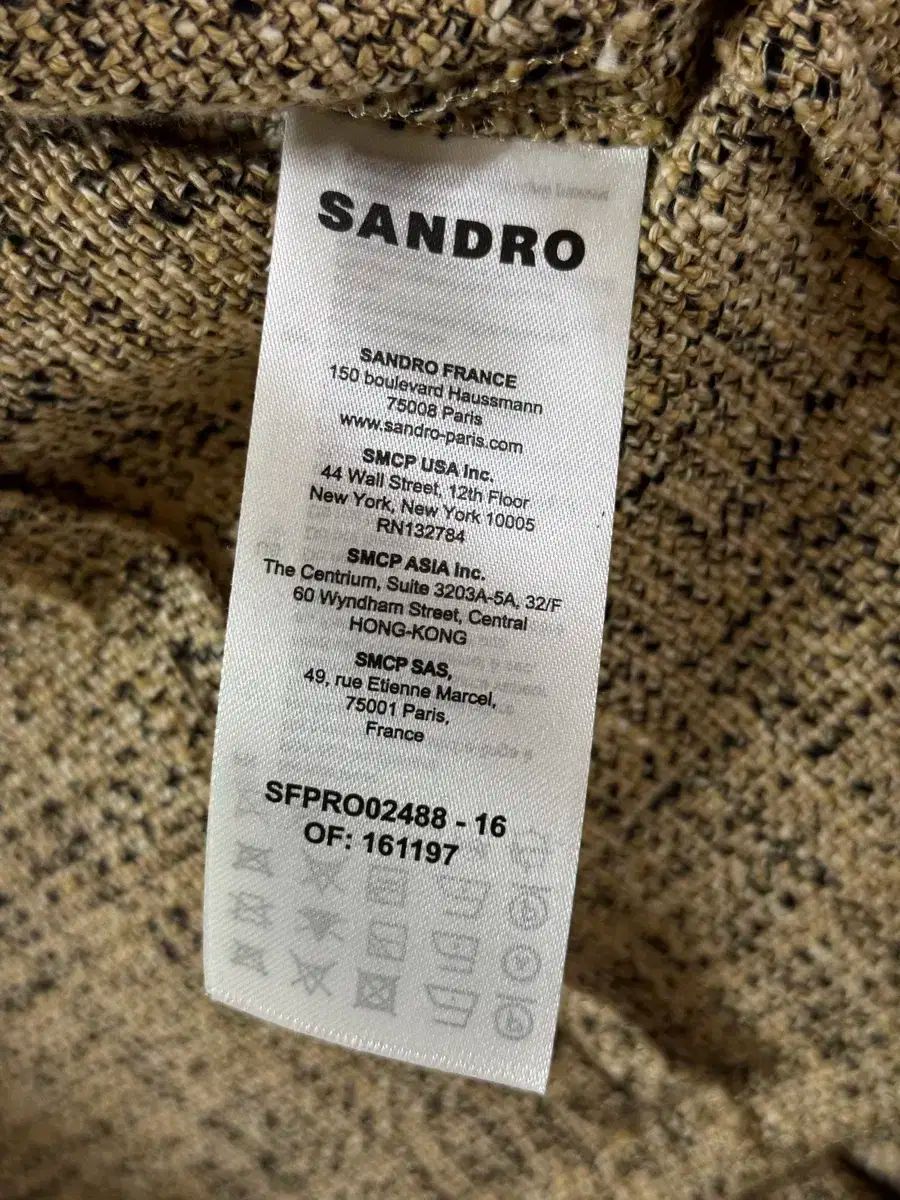 SANDRO
SANDRO FRANCE
150 boulevard Haussmann
75008 Paris
www.sandro-paris.com
SMCP USA Inc.
44 Wall Street, 12th Floor
New York, New York 10005
RN132784
SMCP ASIA Inc.
The Centrium, Suite 3203A-5A, 32/F
60 Wyndham Street, Central
HONG-KONG
SMCP SAS,
49, rue Etienne Marcel,
75001 Paris,
France
SFPRO02488 - 16
OF: 161197